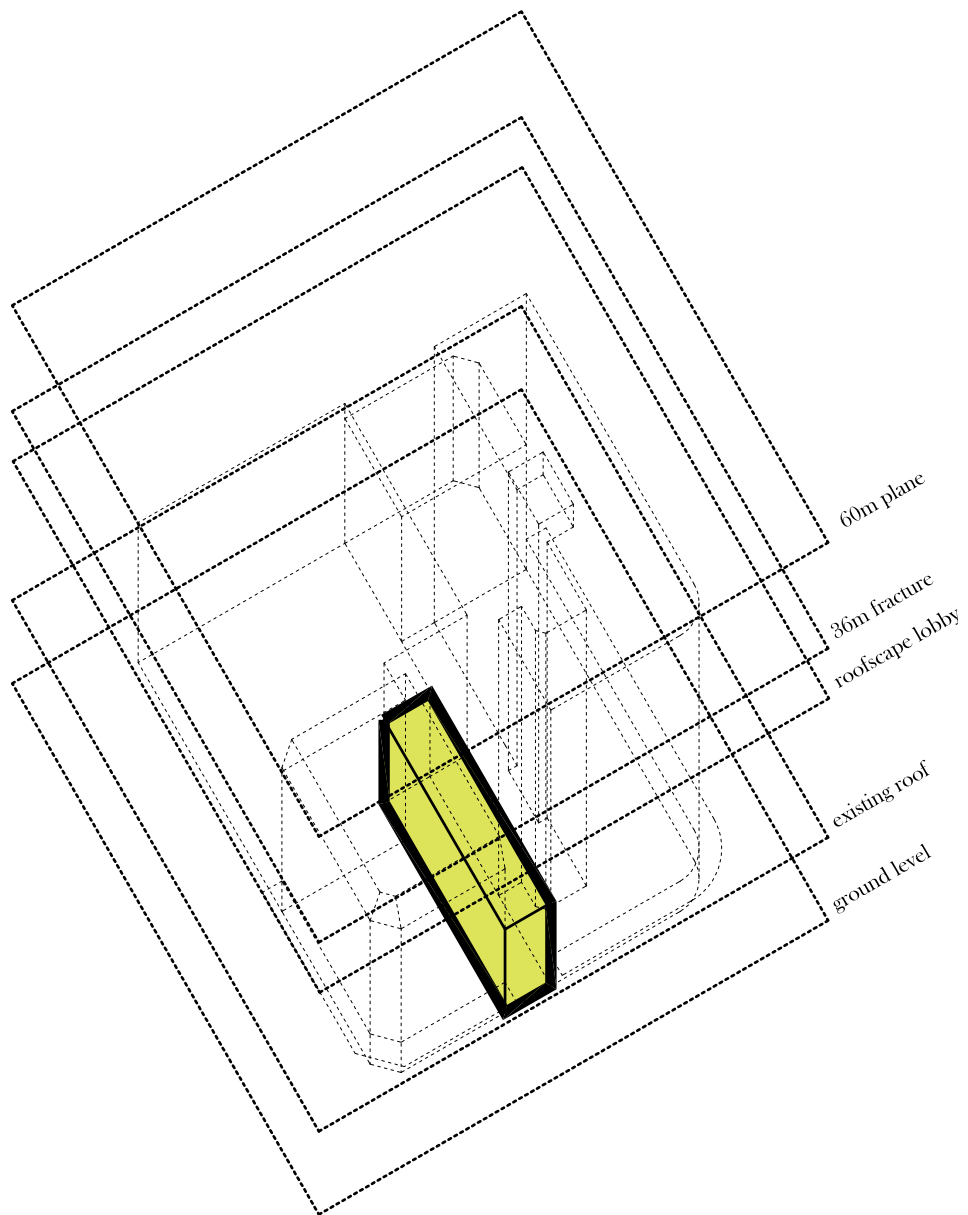 60m plane
36m fracture
roofscape lobby
existing roof
ground level